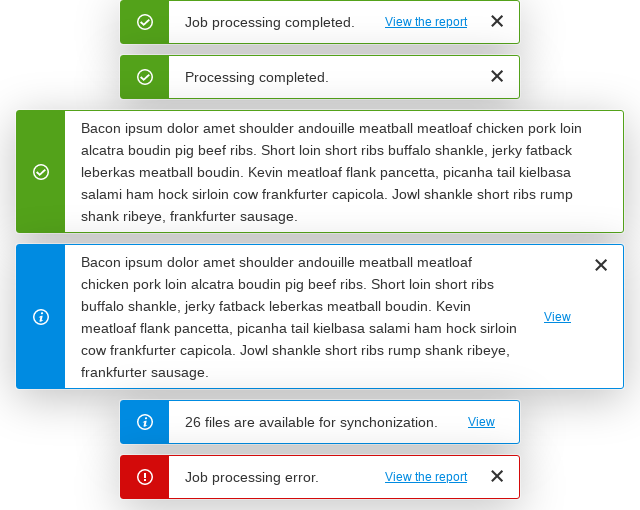 Job processing completed. View the report
Processing completed.
Bacon ipsum dolor amet shoulder andouille meatball meatloaf chicken pork loin
alcatra boudin pig beef ribs. Short loin short ribs buffalo shankle, jerky fatback
leberkas meatball boudin. Kevin meatloaf flank pancetta, picanha tail kielbasa
salami ham hock sirloin cow frankfurter capicola. Jowl shankle short ribs rump
shank ribeye, frankfurter sausage.
Bacon ipsum dolor amet shoulder andouille meatball meatloaf
chicken pork loin alcatra boudin pig beef ribs. Short loin short ribs
buffalo shankle, jerky fatback leberkas meatball boudin. Kevin
meatloaf flank pancetta, picanha tail kielbasa salami ham hock sirloin
cow frankfurter capicola. Jowl shankle short ribs rump shank ribeye,
frankfurter sausage.
View
26 files are available for synchonization. View
Job processing error. View the report